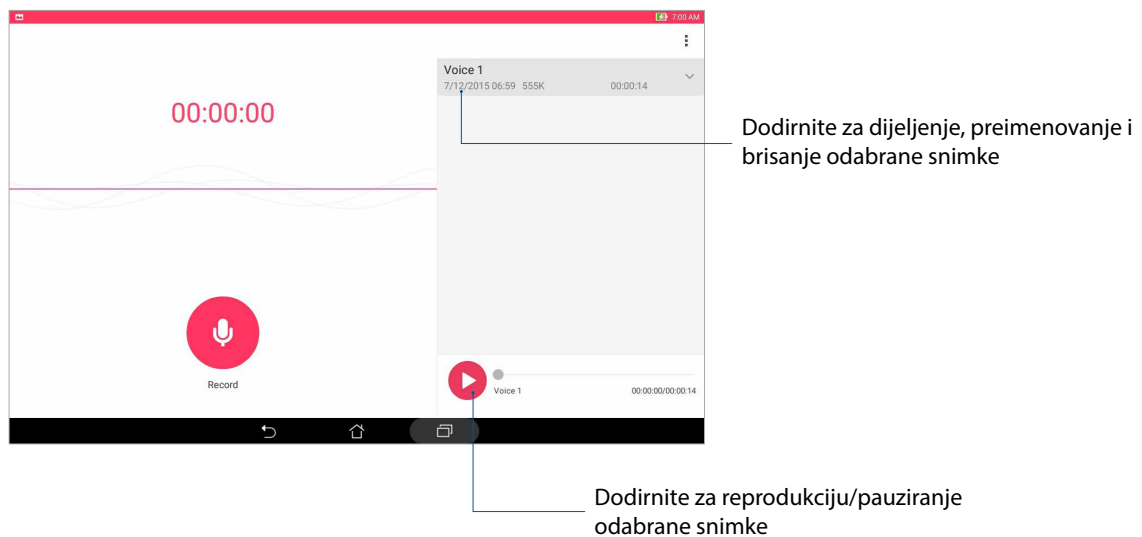 7:00 AM
Voice 1
7/12/2015 06:59 555K 00:00:14
00:00:00
Dodirnite za dijeljenje, preimenovanje i
brisanje odabrane snimke
Record
Voice 1 00:00:00/00:00:14
Dodirnite za reprodukciju/pauziranje
odabrane snimke